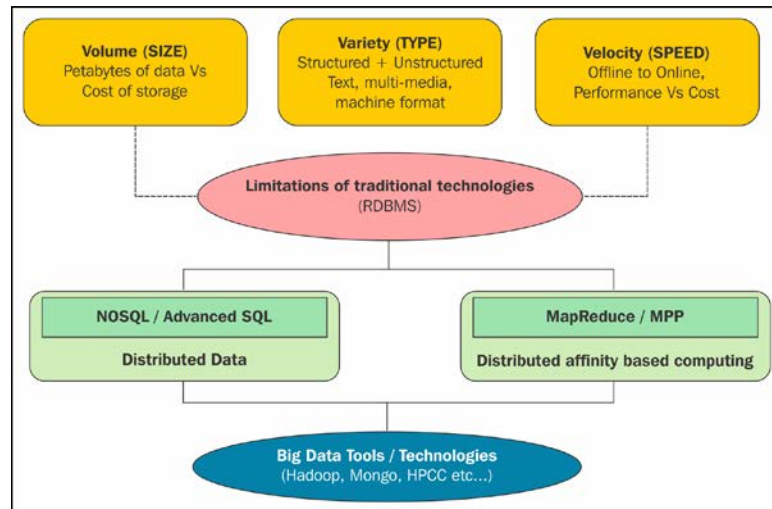 Volume (SIZE)
Petabytes of data Vs
Cost of storage
Variety (TYPE)
Structured + Unstructured
Text, multi-media,
machine format
Velocity (SPEED)
Offline to Online,
Performance Vs Cost
Limitations of traditional technologies
(RDBMS)
NOSQL / Advanced SQL
Distributed Data
MapReduce / MPP
Distributed affinity based computing
Big Data Tools / Technologies
(Hadoop, Mongo, HPCC etc...)